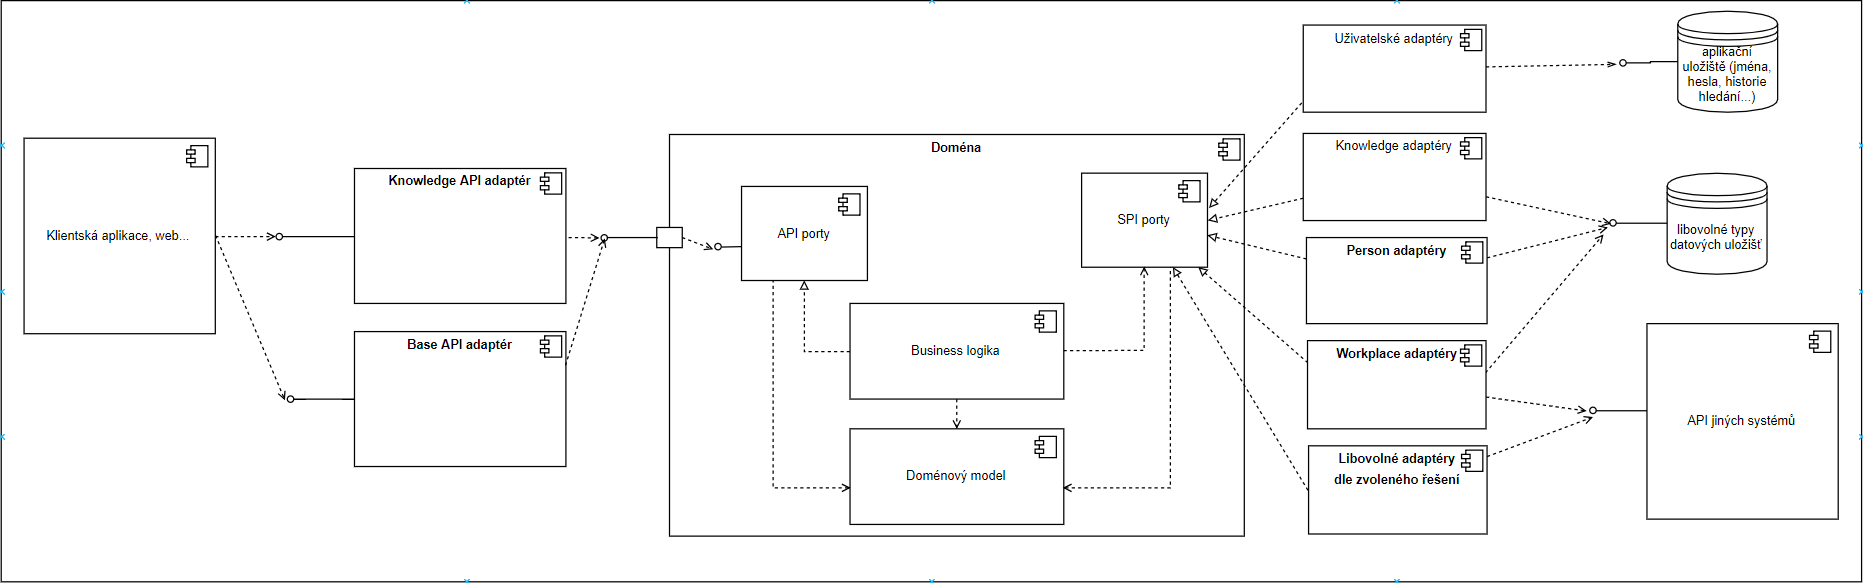 Klientská aplikace, web...
Knowledge API adaptér
Base API adaptér
Doména
API porty
SPI porty
Business logika
Doménový model
Uživatelské adaptéry
Knowledge adaptéry
Person adaptéry
Workplace adaptéry
Libovolné adaptéry
dle zvoleného řešení
aplikační
uložiště (jména,
hesla, historie
hledání...)
libovolné typy
datových uložišť
API jiných systémů